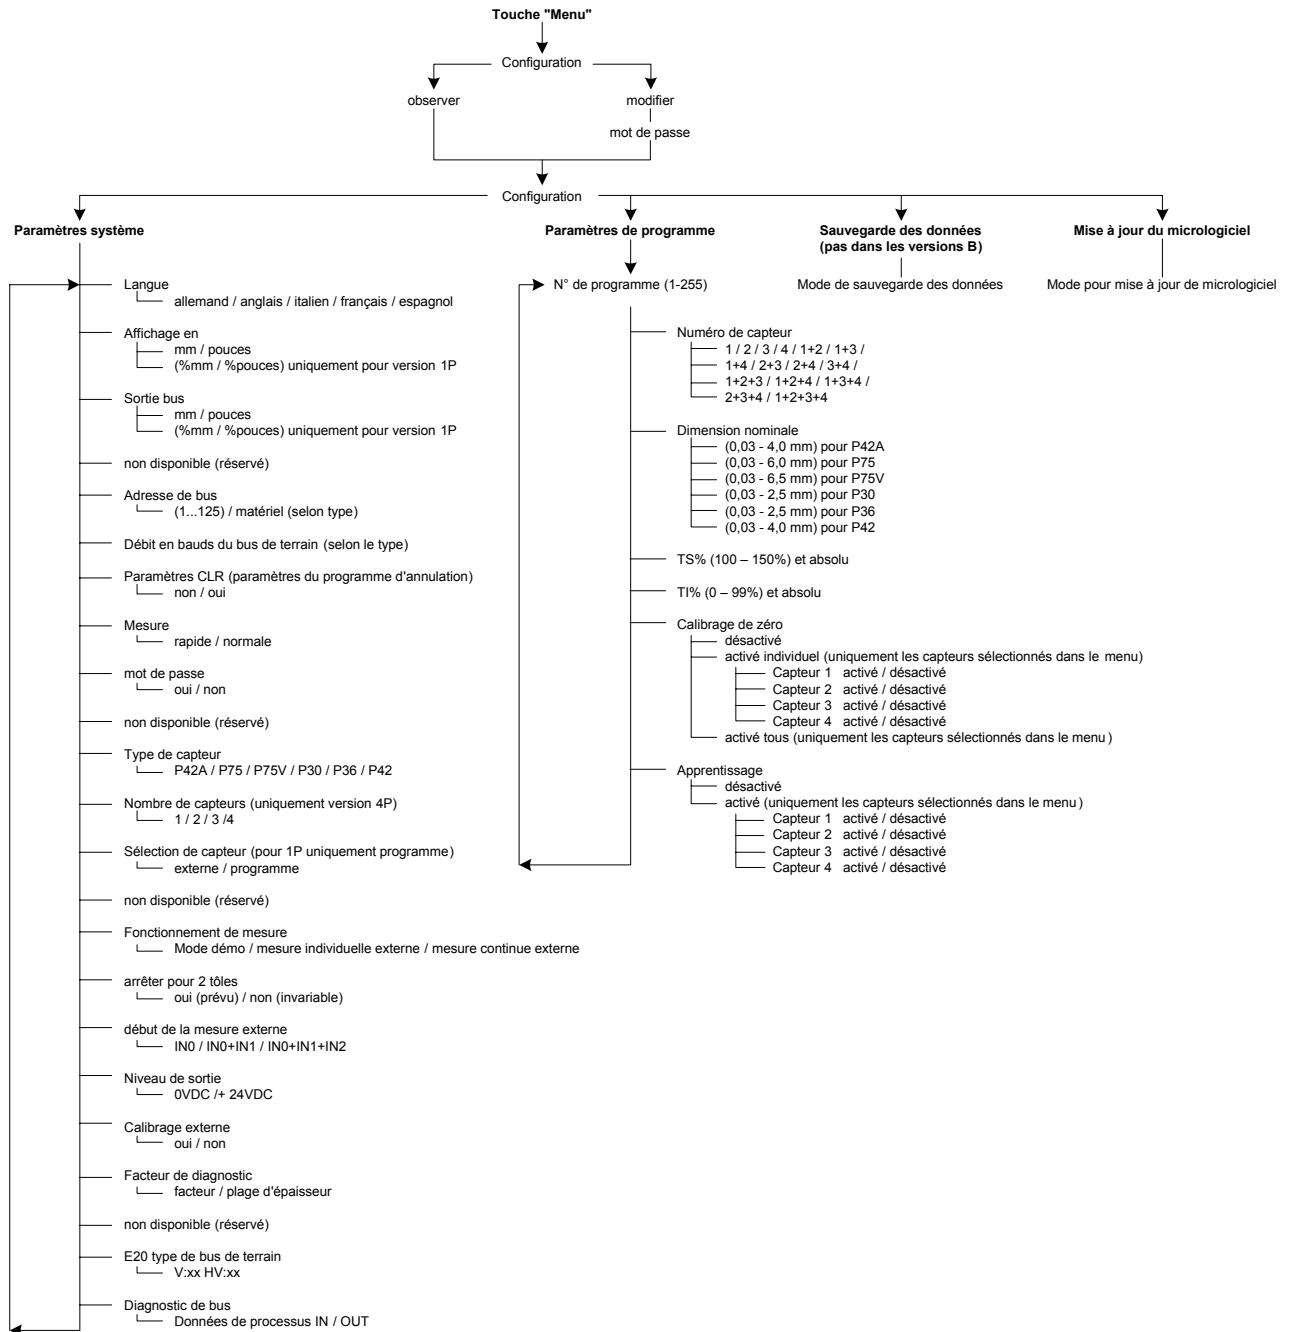 Touche "Menu"
Configuration
observer
modifier
mot de passe
Configuration
Paramètres système
Langue
allemand / anglais / italien / français / espagnol
Affichage en
mm / pouces
(%mm / %pouces) uniquement pour version 1P
Sortie bus
mm / pouces
(%mm / %pouces) uniquement pour version 1P
non disponible (réservé)
Adresse de bus
(1...125) / matériel (selon type)
Débit en bauds du bus de terrain (selon le type)
Paramètres CLR (paramètres du programme d'annulation)
non / oui
Mesure
rapide / normale
mot de passe
oui / non
non disponible (réservé)
Type de capteur
P42A / P75 / P75V / P30 / P36 / P42
Nombre de capteurs (uniquement version 4P)
1 / 2 / 3 /4
Sélection de capteur (pour 1P uniquement programme)
externe / programme
non disponible (réservé)
Fonctionnement de mesure
Mode démo / mesure individuelle externe / mesure continue externe
arrêter pour 2 tôles
oui (prévu) / non (invariable)
début de la mesure externe
IN0 / IN0+IN1 / IN0+IN1+IN2
Niveau de sortie
0VDC /+ 24VDC
Calibrage externe
oui / non
Facteur de diagnostic
facteur / plage d'épaisseur
non disponible (réservé)
E20 type de bus de terrain
V:xx HV:xx
Diagnostic de bus
Données de processus IN / OUT
Paramètres de programme
N° de programme (1-255)
Numéro de capteur
1 / 2 / 3 / 4 / 1+2 / 1+3 /
1+4 / 2+3 / 2+4 / 3+4 /
1+2+3 / 1+2+4 / 1+3+4 /
2+3+4 / 1+2+3+4
Dimension nominale
(0,03 - 4,0 mm) pour P42A
(0,03 - 6,0 mm) pour P75
(0,03 - 6,5 mm) pour P75V
(0,03 - 2,5 mm) pour P30
(0,03 - 2,5 mm) pour P36
(0,03 - 4,0 mm) pour P42
TS% (100 – 150%) et absolu
TI% (0 – 99%) et absolu
Calibrage de zéro
désactivé
activé individuel (uniquement les capteurs sélectionnés dans le menu)
Capteur 1 activé / désactivé
Capteur 2 activé / désactivé
Capteur 3 activé / désactivé
Capteur 4 activé / désactivé
activé tous (uniquement les capteurs sélectionnés dans le menu)
Apprentissage
désactivé
activé (uniquement les capteurs sélectionnés dans le menu)
Capteur 1 activé / désactivé
Capteur 2 activé / désactivé
Capteur 3 activé / désactivé
Capteur 4 activé / désactivé
Sauvegarde des données
(pas dans les versions B)
Mode de sauvegarde des données
Mise à jour du micrologiciel
Mode pour mise à jour de micrologiciel